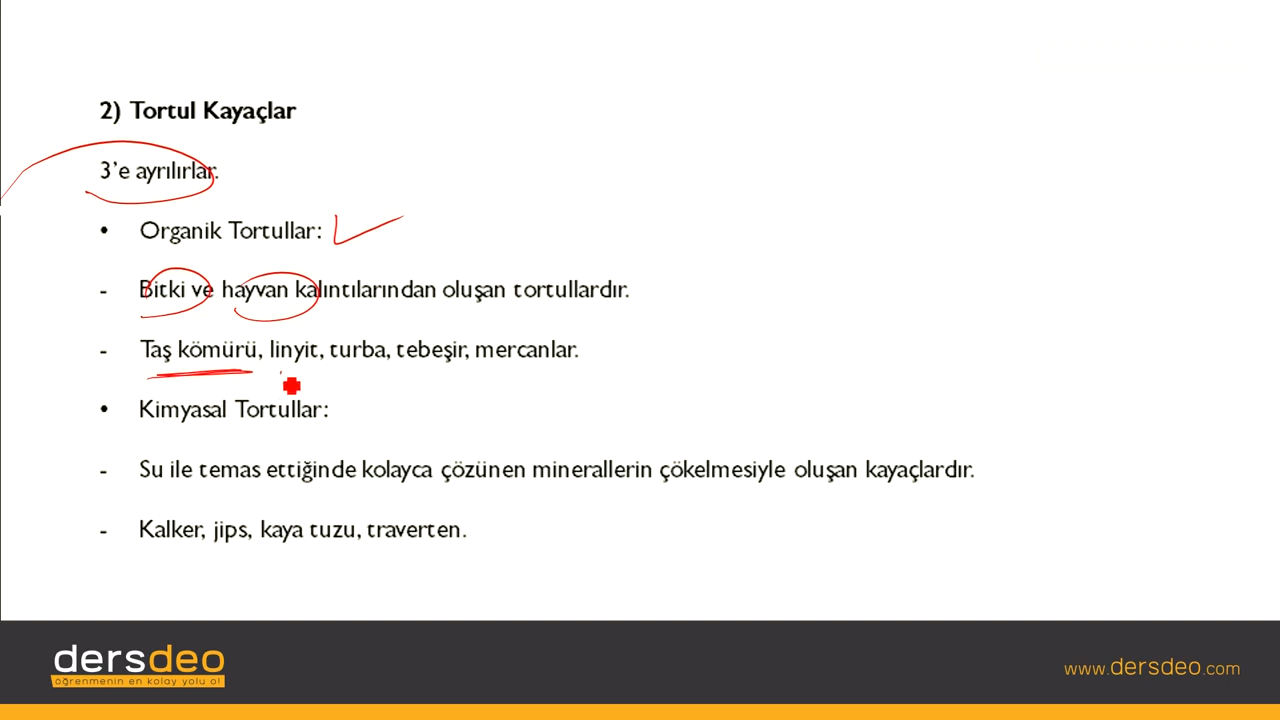 2) Tortul Kayaçlar
3'e ayrılırlar.
• Organik Tortullar:
- Bitki ve hayvan kalıntılarından oluşan tortullardır.
- Taş kömürü, linyit, turba, tebeşir, mercanlar.
• Kimyasal Tortullar:
- Su ile temas ettiğinde kolayca çözünen minerallerin çökelmesiyle oluşan kayaçlardır.
- Kalker, jips, kaya tuzu, traverten.
dersdeo
öğrenmenin en kolay yolu o!
www.dersdeo.com